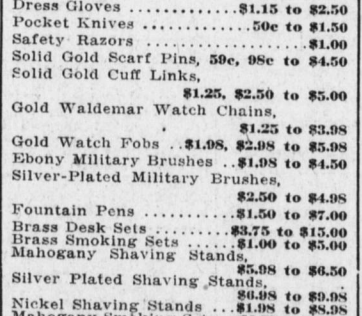 Dress Gloves ............... $1.15 to $2.50
Pocket Knives .............. 50c to $1.50
Safety Razors .................... $1.00
Solid Gold Scarf Pins, 59c, 98c to $4.50
Solid Gold Cuff Links,
$1.25, $2.50 to $5.00
Gold Waldemar Watch Chains,
$1.25 to $3.98
Gold Watch Fobs .. $1.98, $2.98 to $5.98
Ebony Military Brushes .. $1.98 to $4.50
Silver-Plated Military Brushes,
$2.50 to $4.98
Fountain Pens .......... $1.50 to $7.00
Brass Desk Sets ........ $3.75 to $15.00
Brass Smoking Sets ...... $1.00 to $5.00
Mahogany Shaving Stands,
$5.98 to $6.50
Silver Plated Shaving Stands,
$6.98 to $9.98
Nickel Shaving Stands ... $1.98 to $8.98